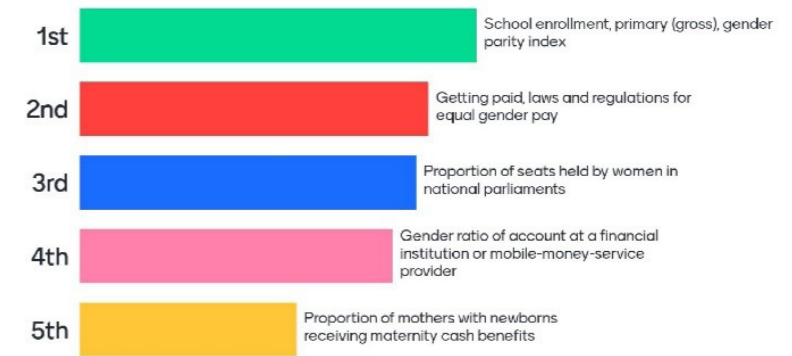 1st
School enrollment, primary (gross), gender
parity index
2nd
Getting paid, laws and regulations for
equal gender pay
3rd
Proportion of seats held by women in
national parliaments
4th
Gender ratio of account at a financial
institution or mobile-money-service
provider
5th
Proportion of mothers with newborns
receiving maternity cash benefits